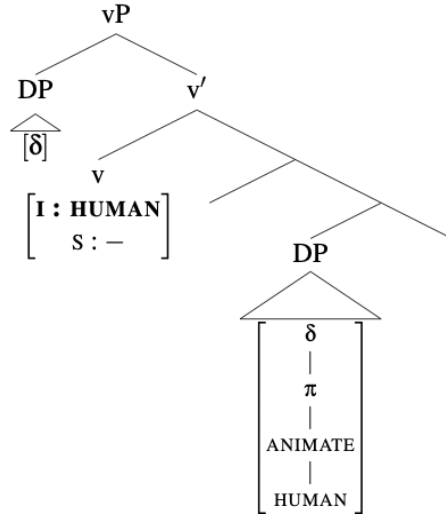 vP
DP v′
[δ]
v
I : HUMAN
S : –
DP
δ
π
ANIMATE
HUMAN